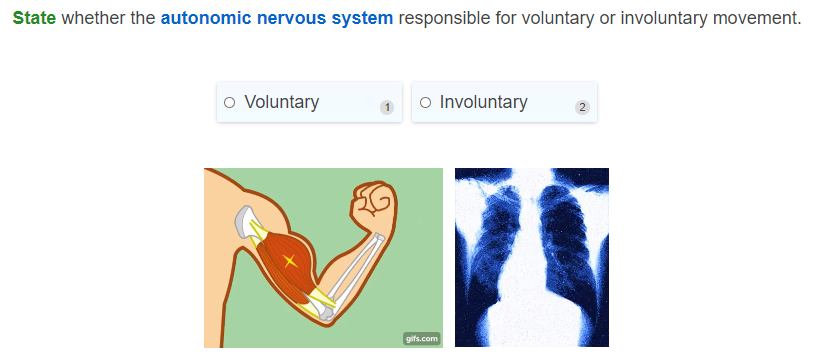 State whether the autonomic nervous system responsible for voluntary or involuntary movement.
Voluntary 1
Involuntary 2
gifs.com